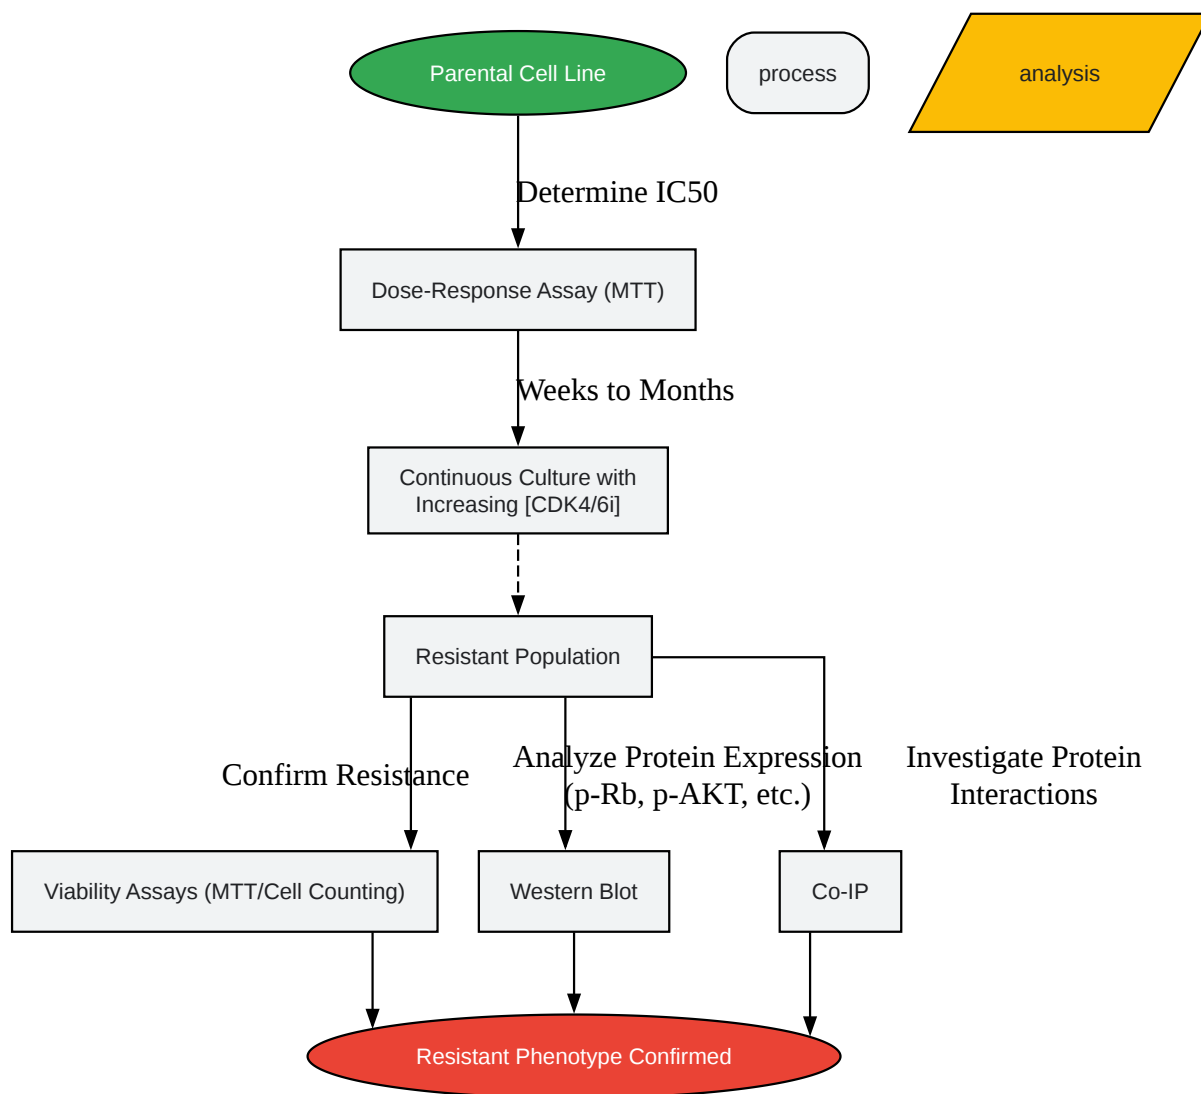 Parental Cell Line
process
analysis
Determine IC50
Dose-Response Assay (MTT)
Weeks to Months
Continuous Culture with
Increasing [CDK4/6i]
Resistant Population
Confirm Resistance
Analyze Protein Expression
(p-Rb, p-AKT, etc.)
Investigate Protein
Interactions
Viability Assays (MTT/Cell Counting)
Western Blot
Co-IP
Resistant Phenotype Confirmed